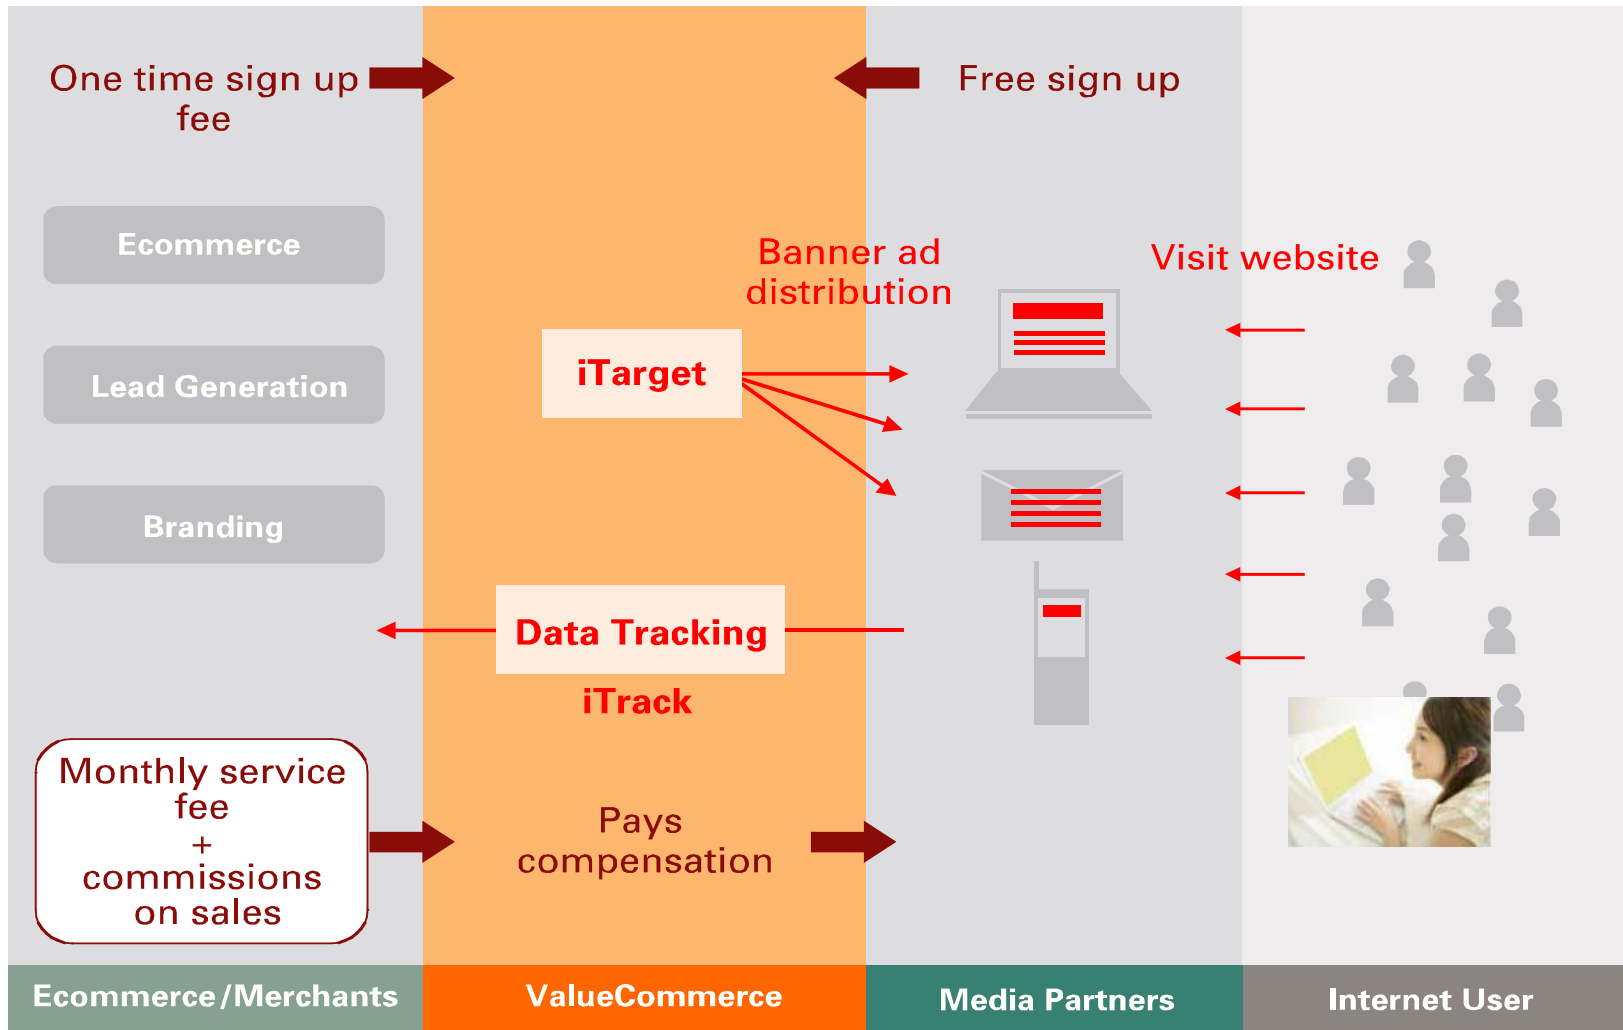 One time sign up
fee
Free sign up
Ecommerce
Lead Generation
Branding
Banner ad
distribution
Visit website
iTarget
Data Tracking
iTrack
Monthly service
fee
+
commissions
on sales
Pays
compensation
Ecommerce/Merchants
ValueCommerce
Media Partners
Internet User